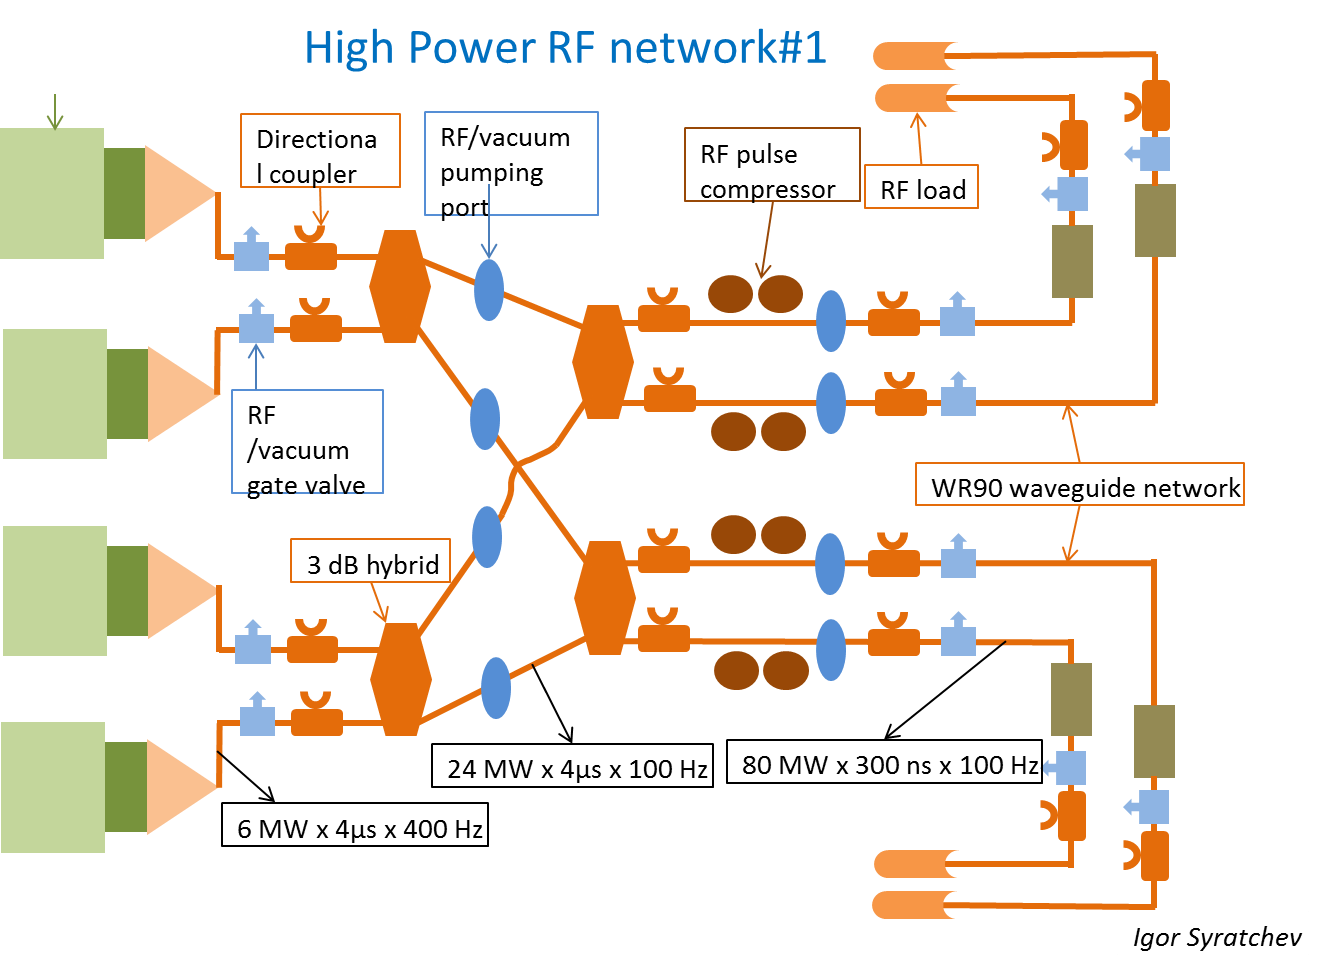 High Power RF network#1
Directiona
l coupler
RF/vacuum
pumping
port
RF pulse
compressor
RF load
RF
/vacuum
gate valve
WR90 waveguide network
3 dB hybrid
24 MW x 4µs x 100 Hz
80 MW x 300 ns x 100 Hz
6 MW x 4µs x 400 Hz
Igor Syratchev